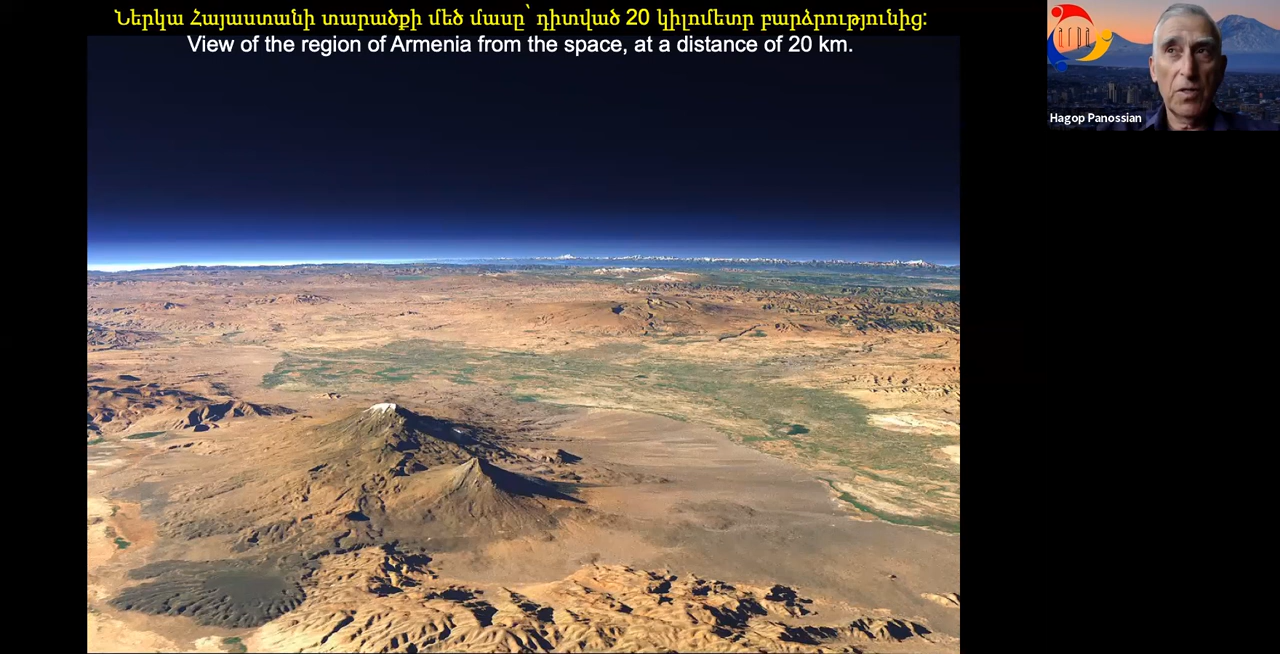 Ներկա Հայաստանի տարածքի մեծ մասը՝ դիտված 20 կիլոմետր բարձրությունից:
View of the region of Armenia from the space, at a distance of 20 km.
արպա
Hagop Panossian